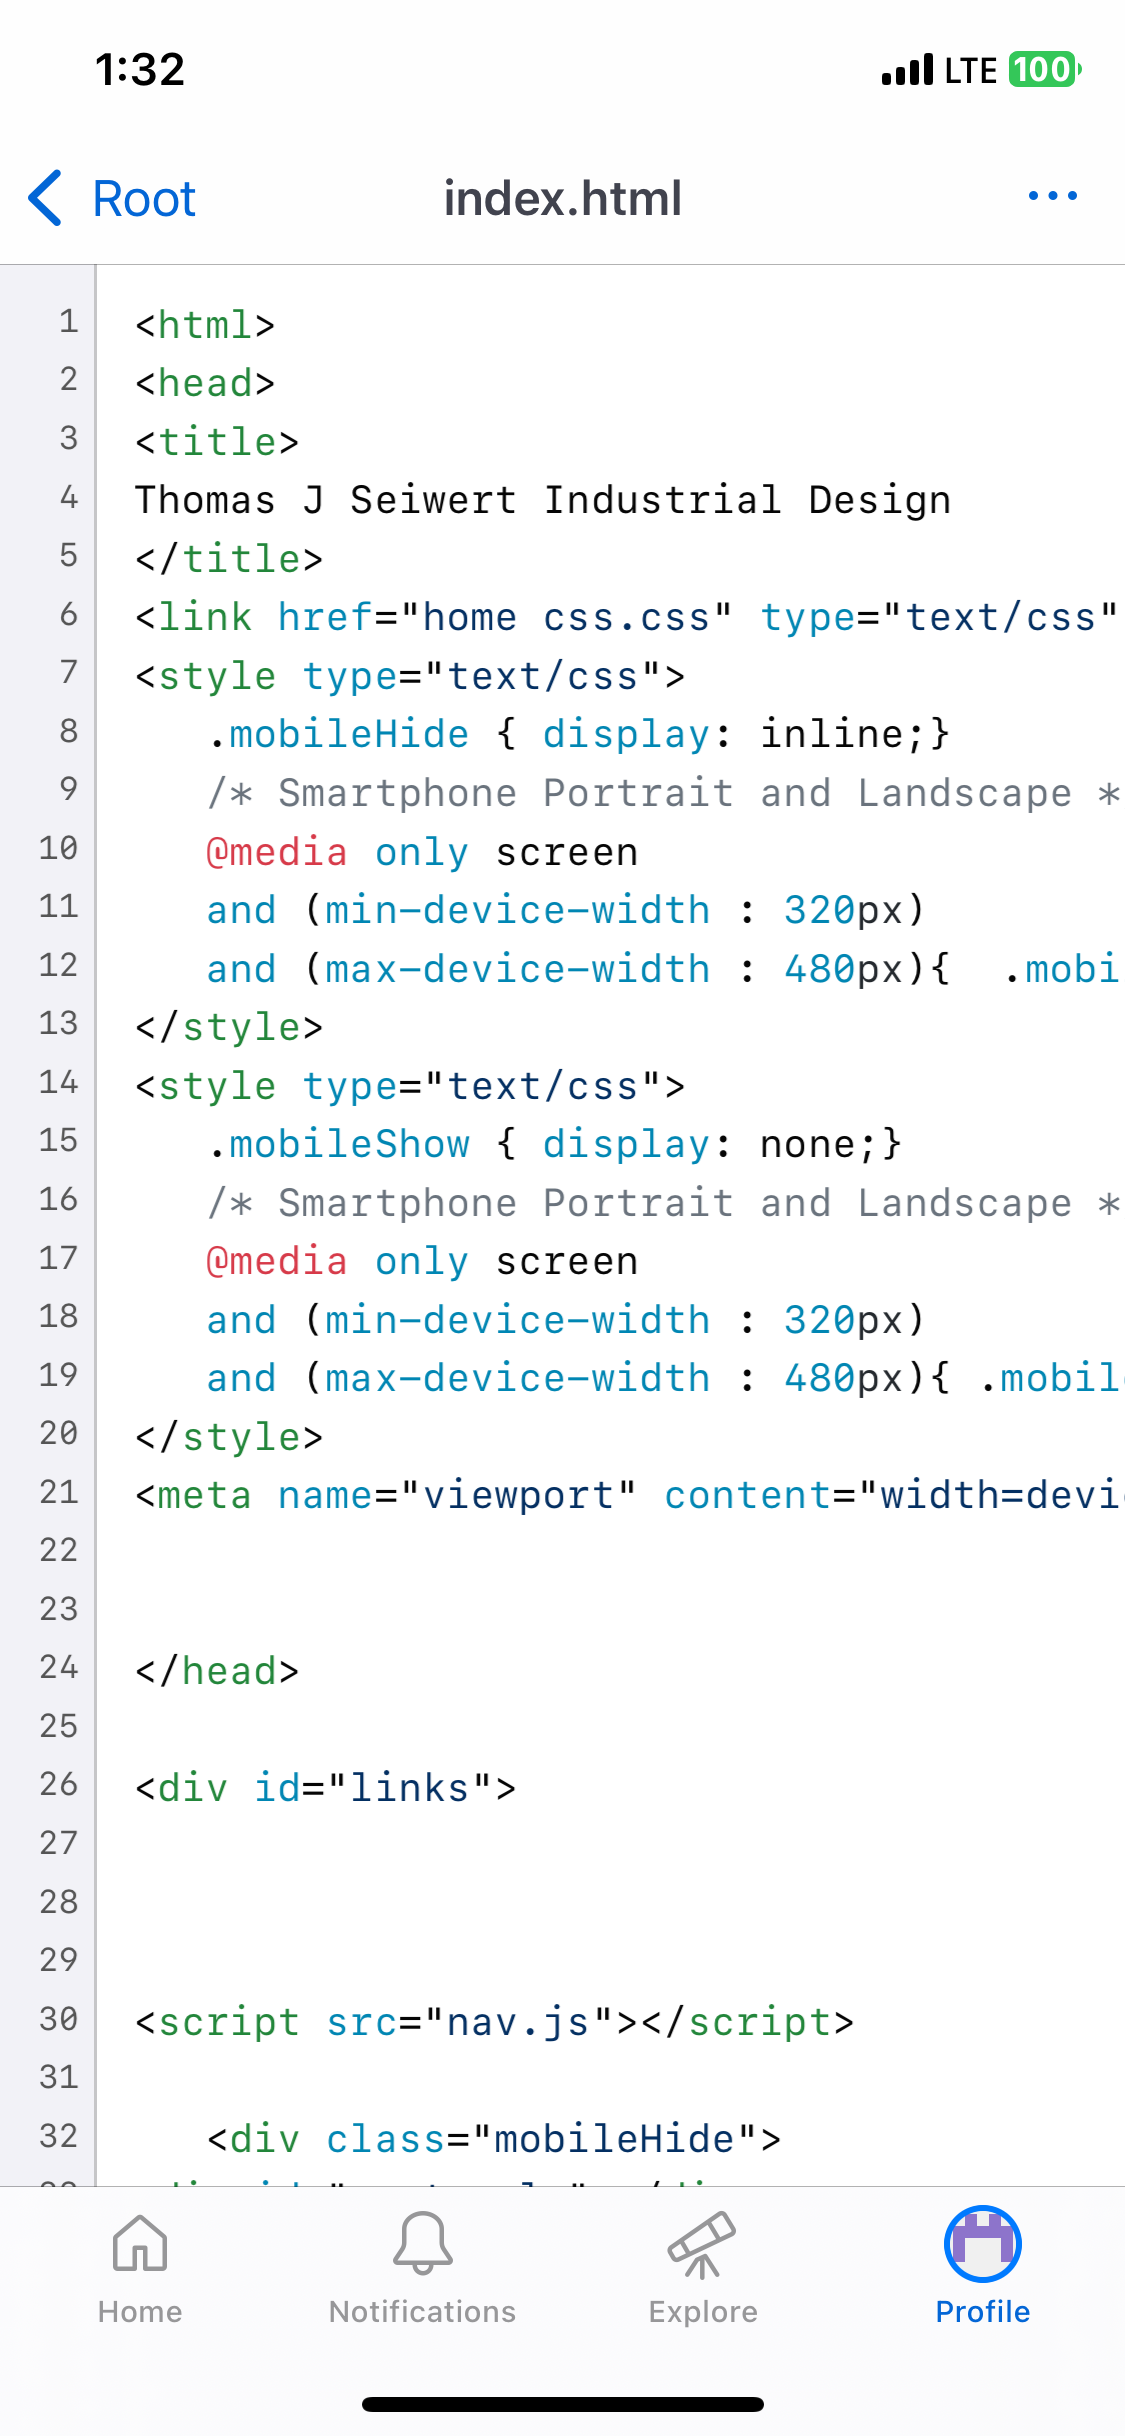 1:32
LTE 100
Root
index.html
1 <html>
2 <head>
3 <title>
4 Thomas J Seiwert Industrial Design
5 </title>
6 <link href="home css.css" type="text/css"
7 <style type="text/css">
8 .mobileHide { display: inline;}
9 /* Smartphone Portrait and Landscape *
10 @media only screen
11 and (min-device-width : 320px)
12 and (max-device-width : 480px){ .mobi
13 </style>
14 <style type="text/css">
15 .mobileShow { display: none;}
16 /* Smartphone Portrait and Landscape *
17 @media only screen
18 and (min-device-width : 320px)
19 and (max-device-width : 480px){ .mobil
20 </style>
21 <meta name="viewport" content="width=devi
22
23
24 </head>
25
26 <div id="links">
27
28
29
30 <script src="nav.js"></script>
31
32 <div class="mobileHide">
Home
Notifications
Explore
Profile